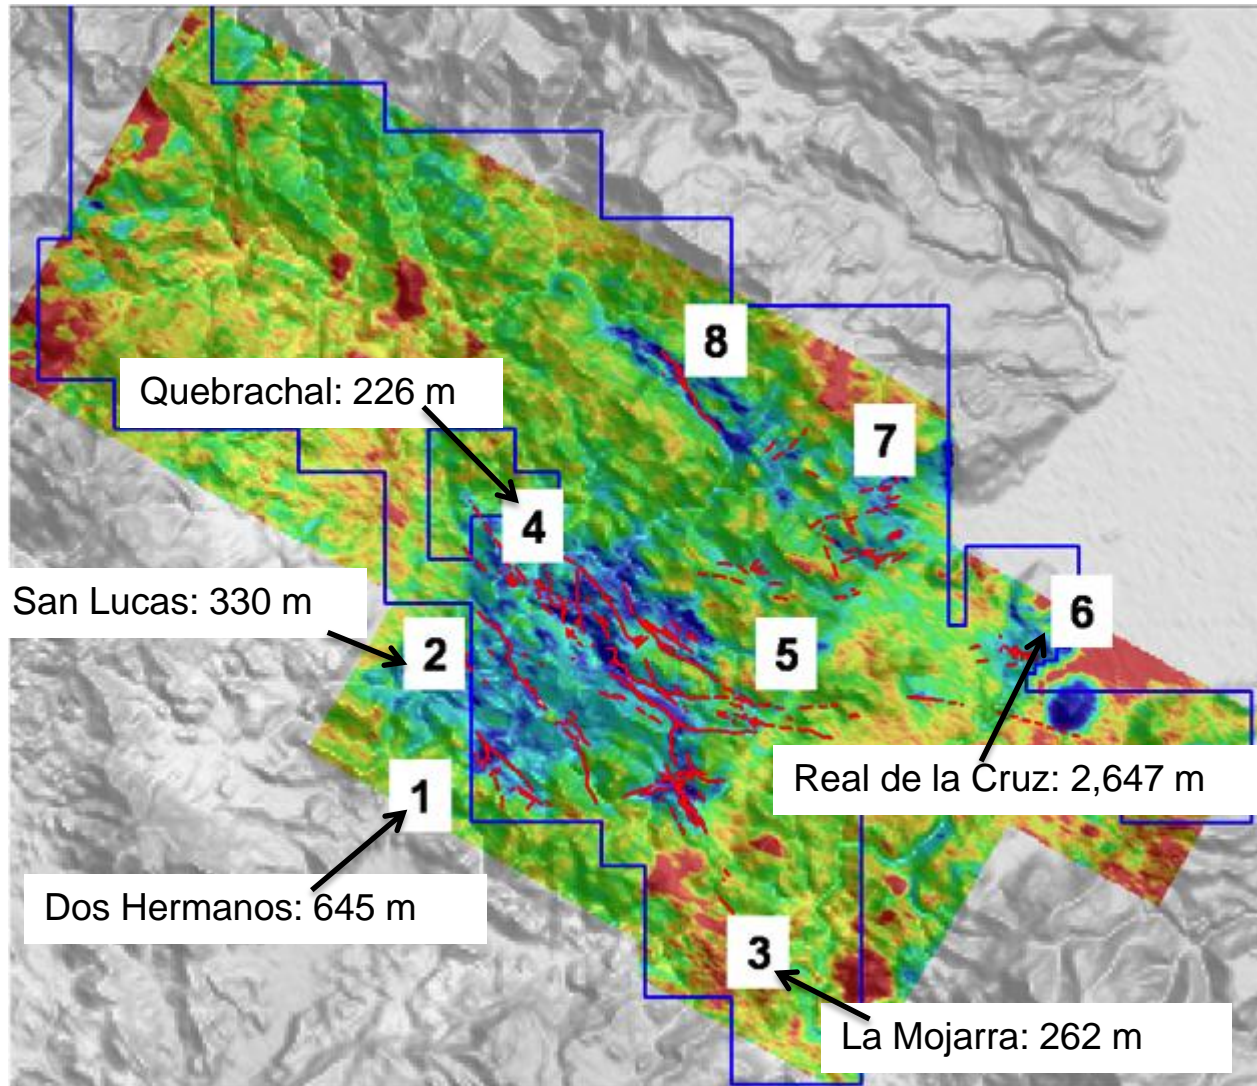 8
Quebrachal: 226 m
7
4
San Lucas: 330 m
6
2
5
Real de la Cruz: 2,647 m
1
Dos Hermanos: 645 m
3
La Mojarra: 262 m